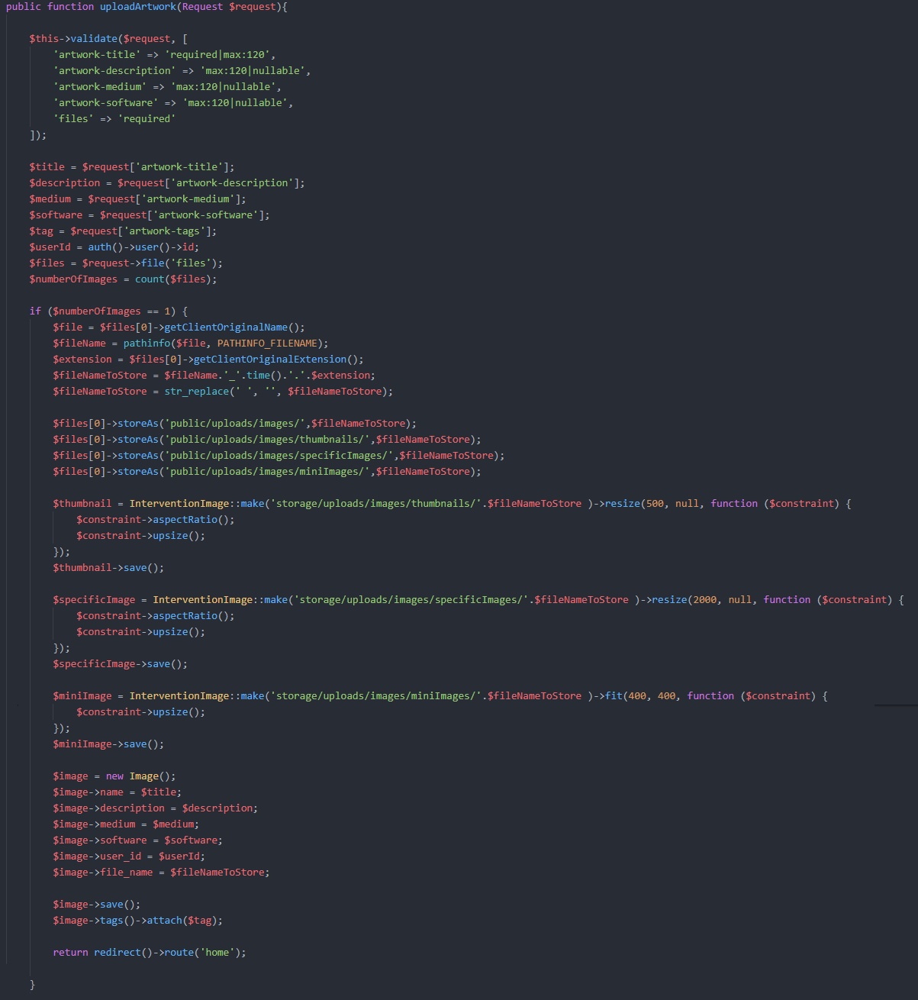 public function uploadArtwork(Request $request){
$this->validate($request, [
'artwork-title' => 'required|max:120',
'artwork-description' => 'max:120|nullable',
'artwork-medium' => 'max:120|nullable',
'artwork-software' => 'max:120|nullable',
'files' => 'required'
]);
$title = $request['artwork-title'];
$description = $request['artwork-description'];
$medium = $request['artwork-medium'];
$software = $request['artwork-software'];
$tag = $request['artwork-tags'];
$userId = auth()->user()->id;
$files = $request->file('files');
$numberOfImages = count($files);
if ($numberOfImages == 1) {
$file = $files[0]->getClientOriginalName();
$fileName = pathinfo($file, PATHINFO_FILENAME);
$extension = $files[0]->getClientOriginalExtension();
$fileNameToStore = $fileName.'_'.time().'.'.$extension;
$fileNameToStore = str_replace(' ', '', $fileNameToStore);
$files[0]->storeAs('public/uploads/images/',$fileNameToStore);
$files[0]->storeAs('public/uploads/images/thumbnails/',$fileNameToStore);
$files[0]->storeAs('public/uploads/images/specificImages/',$fileNameToStore);
$files[0]->storeAs('public/uploads/images/miniImages/',$fileNameToStore);
$thumbnail = InterventionImage::make('storage/uploads/images/thumbnails/'.$fileNameToStore )->resize(500, null, function ($constraint) {
$constraint->aspectRatio();
$constraint->upsize();
});
$thumbnail->save();
$specificImage = InterventionImage::make('storage/uploads/images/specificImages/'.$fileNameToStore )->resize(2000, null, function ($constraint) {
$constraint->aspectRatio();
$constraint->upsize();
});
$specificImage->save();
$miniImage = InterventionImage::make('storage/uploads/images/miniImages/'.$fileNameToStore )->fit(400, 400, function ($constraint) {
$constraint->upsize();
});
$miniImage->save();
$image = new Image();
$image->name = $title;
$image->description = $description;
$image->medium = $medium;
$image->software = $software;
$image->user_id = $userId;
$image->file_name = $fileNameToStore;
$image->save();
$image->tags()->attach($tag);
return redirect()->route('home');
}